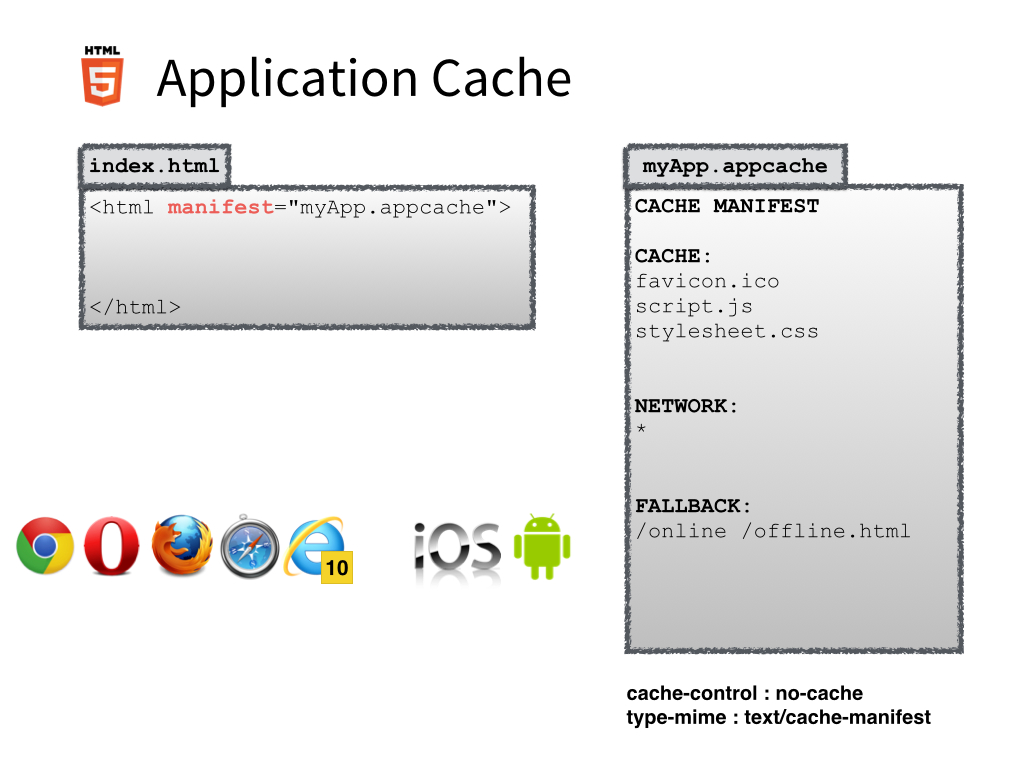 HTML
5
Application Cache
index.html
<html manifest="myApp.appcache">
</html>
myApp.appcache
CACHE MANIFEST
CACHE:
favicon.ico
script.js
stylesheet.css
NETWORK:
*
FALLBACK:
/online /offline.html
10
iOS
cache-control : no-cache
type-mime : text/cache-manifest